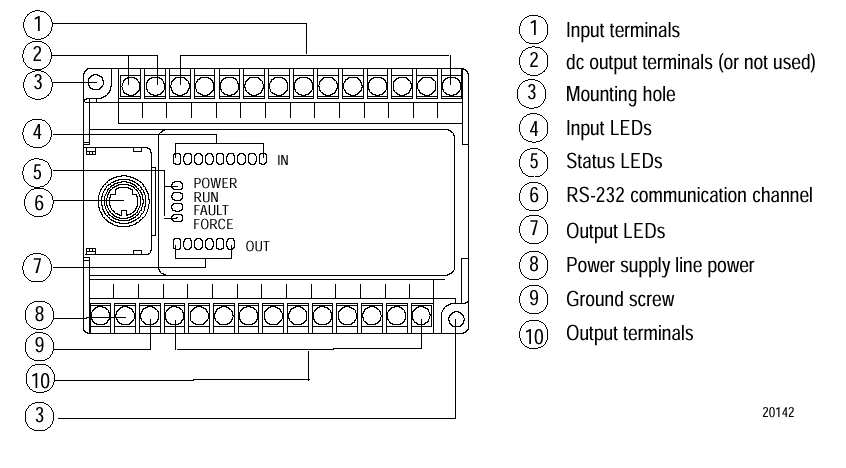 1
2
3
4
IN
5
POWER
RUN
6
FAULT
FORCE
OUT
7
8
9
10
3
1 Input terminals
2 dc output terminals (or not used)
3 Mounting hole
4 Input LEDs
5 Status LEDs
6 RS-232 communication channel
7 Output LEDs
8 Power supply line power
9 Ground screw
10 Output terminals
20142